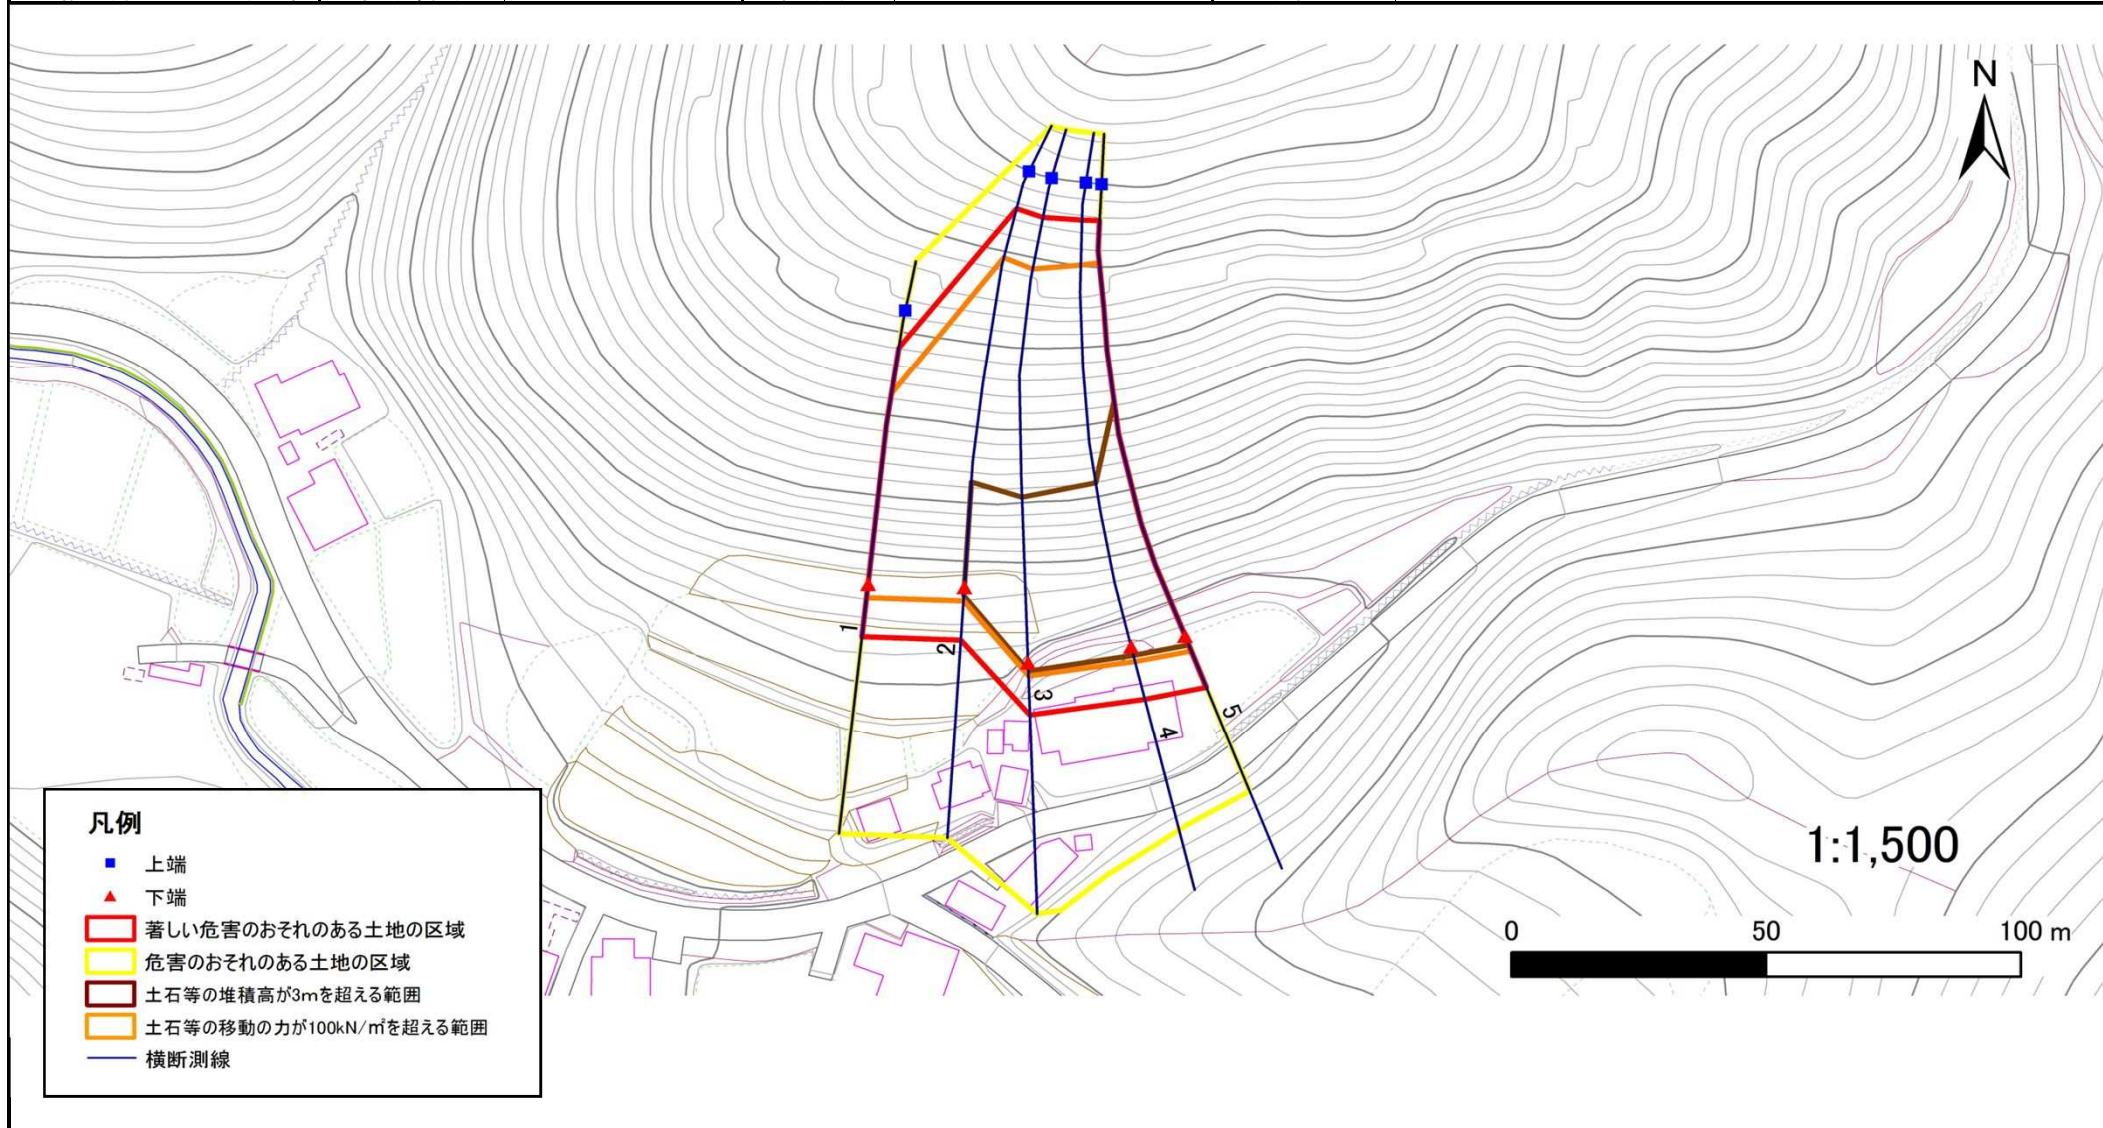 N
1
2
3
4
5
凡例
上端
下端
著しい危害のおそれのある土地の区域
危害のおそれのある土地の区域
土石等の堆積高が3mを超える範囲
土石等の移動の力が100kN/㎡を超える範囲
横断測線
1:1,500
0 50 100 m